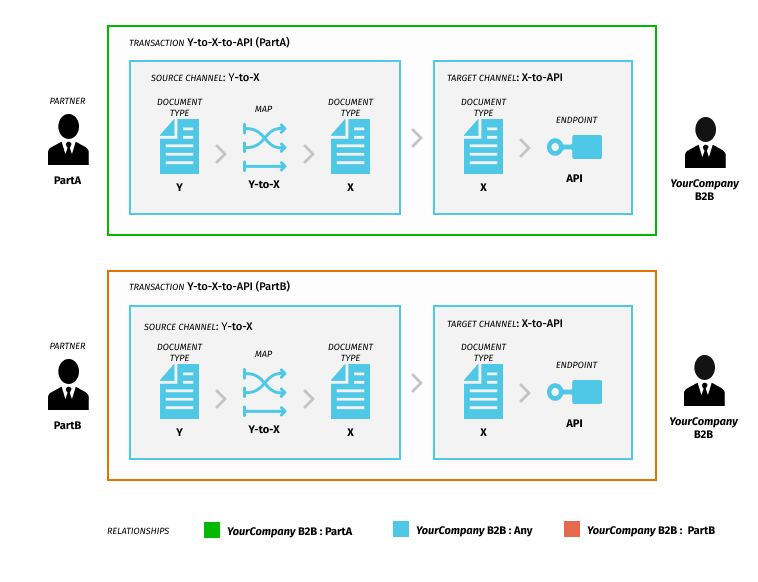 TRANSACTION Y-to-X-to-API (PartA)
SOURCE CHANNEL: Y-to-X
TARGET CHANNEL: X-to-API
PARTNER
DOCUMENT
TYPE
MAP
DOCUMENT
TYPE
DOCUMENT
TYPE
ENDPOINT
PartA
Y
Y-to-X
X
X
API
YourCompany
B2B
TRANSACTION Y-to-X-to-API (PartB)
SOURCE CHANNEL: Y-to-X
TARGET CHANNEL: X-to-API
PARTNER
DOCUMENT
TYPE
MAP
DOCUMENT
TYPE
DOCUMENT
TYPE
ENDPOINT
PartB
Y
Y-to-X
X
X
API
YourCompany
B2B
RELATIONSHIPS
YourCompany B2B : PartA
YourCompany B2B : Any
YourCompany B2B : PartB